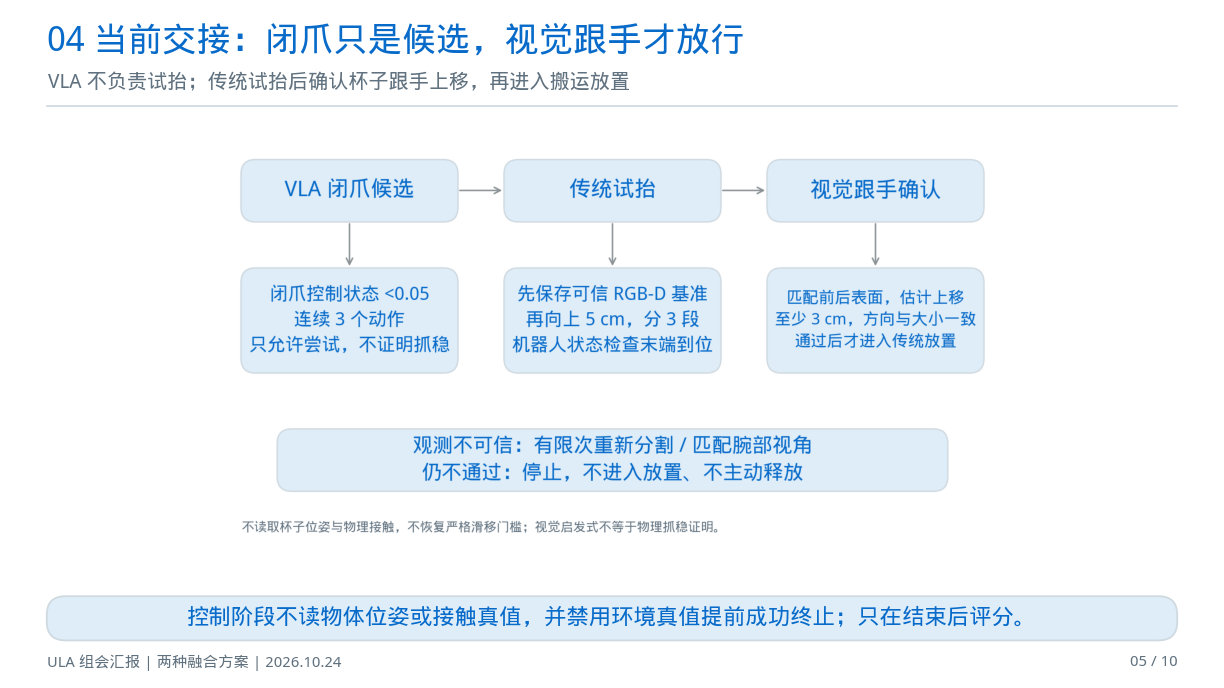 04 当前交接：闭爪只是候选，视觉跟手才放行
VLA 不负责试抬；传统试抬后确认杯子跟手上移，再进入搬运放置
VLA 闭爪候选
传统试抬
视觉跟手确认
闭爪控制状态 <0.05
连续 3 个动作
只允许尝试，不证明抓稳
先保存可信 RGB-D 基准
再向上 5 cm，分 3 段
机器人状态检查末端到位
匹配前后表面，估计上移
至少 3 cm，方向与大小一致
通过后才进入传统放置
观测不可信：有限次重新分割 / 匹配腕部视角
仍不通过：停止，不进入放置、不主动释放
不读取杯子位姿与物理接触，不恢复严格滑移门槛；视觉启发式不等于物理抓稳证明。
控制阶段不读物体位姿或接触真值，并禁用环境真值提前成功终止；只在结束后评分。
ULA 组会汇报 | 两种融合方案 | 2026.10.24
05 / 10